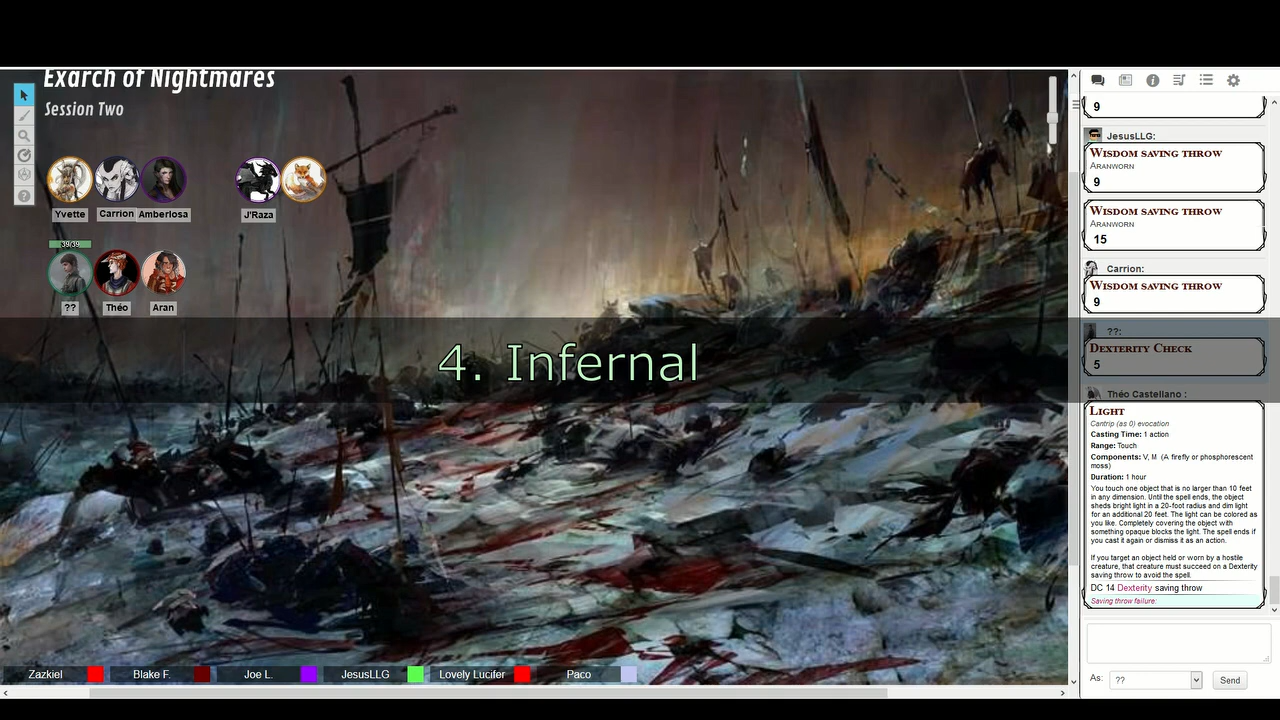 Exarch of Nightmares
Session Two
Yvette
Carrion
Amberlosa
J'Raza
39/39
??
Théo
Aran
4. Infernal
Zazkiel
Blake F.
Joe L.
JesusLLG
Lovely Lucifer
Paco
9
JesusLLG:
Wisdom saving throw
Aranworn
9
Wisdom saving throw
Aranworn
15
Carrion:
Wisdom saving throw
9
??:
Dexterity Check
5
Théo Castellano :
Light
Cantrip (as 0) evocation
Casting Time: 1 action
Range: Touch
Components: V, M (A firefly or phosphorescent
moss)
Duration: 1 hour
You touch one object that is no larger than 10 feet
in any dimension. Until the spell ends, the object
sheds bright light in a 20-foot radius and dim light
for an additional 20 feet. The light can be colored as
you like. Completely covering the object with
something opaque blocks the light. The spell ends if
you cast it again or dismiss it as an action.
If you target an object held or worn by a hostile
creature, that creature must succeed on a Dexterity
saving throw to avoid the spell.
DC 14 Dexterity saving throw
Saving throw failure:
As:
??
Send